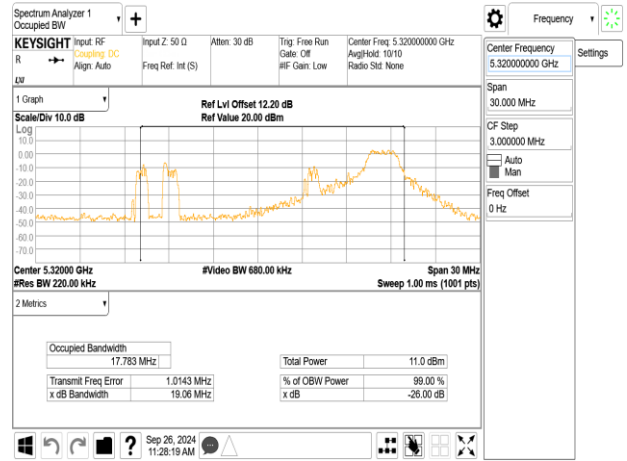 Spectrum Analyzer 1
Occupied BW
Frequency
KEYSIGHT
R
LXI
Input: RF
Coupling: DC
Align: Auto
Input Z: 50 Ω
Freq Ref: Int (S)
Atten: 30 dB
Trig: Free Run
Gate: Off
#IF Gain: Low
Center Freq: 5.320000000 GHz
Avg|Hold: 10/10
Radio Std: None
Center Frequency
5.320000000 GHz
Settings
Span
30.000 MHz
CF Step
3.000000 MHz
Auto
Man
Freq Offset
0 Hz
1 Graph
Scale/Div 10.0 dB
Ref Lvl Offset 12.20 dB
Ref Value 20.00 dBm
Log
10.0
0.00
-10.0
-20.0
-30.0
-40.0
-50.0
-60.0
-70.0
Center 5.32000 GHz
#Res BW 220.00 kHz
#Video BW 680.00 kHz
Span 30 MHz
Sweep 1.00 ms (1001 pts)
2 Metrics
Occupied Bandwidth
17.783 MHz
Transmit Freq Error 1.0143 MHz
x dB Bandwidth 19.06 MHz
Total Power 11.0 dBm
% of OBW Power 99.00 %
x dB -26.00 dB
?
Sep 26, 2024
11:28:19 AM